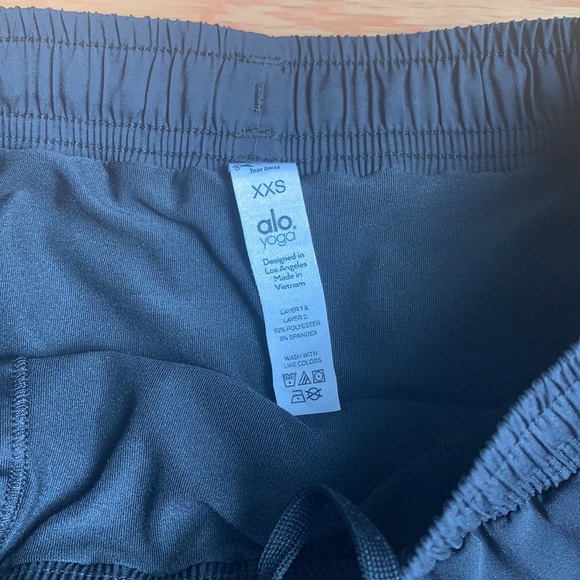 Tear Away
XXS
alo.
yoga
Designed in
Los Angeles
Made in
Vietnam
LAYER 1 &
LAYER 2:
92% POLYESTER
8% SPANDEX
WASH WITH
LIKE COLORS